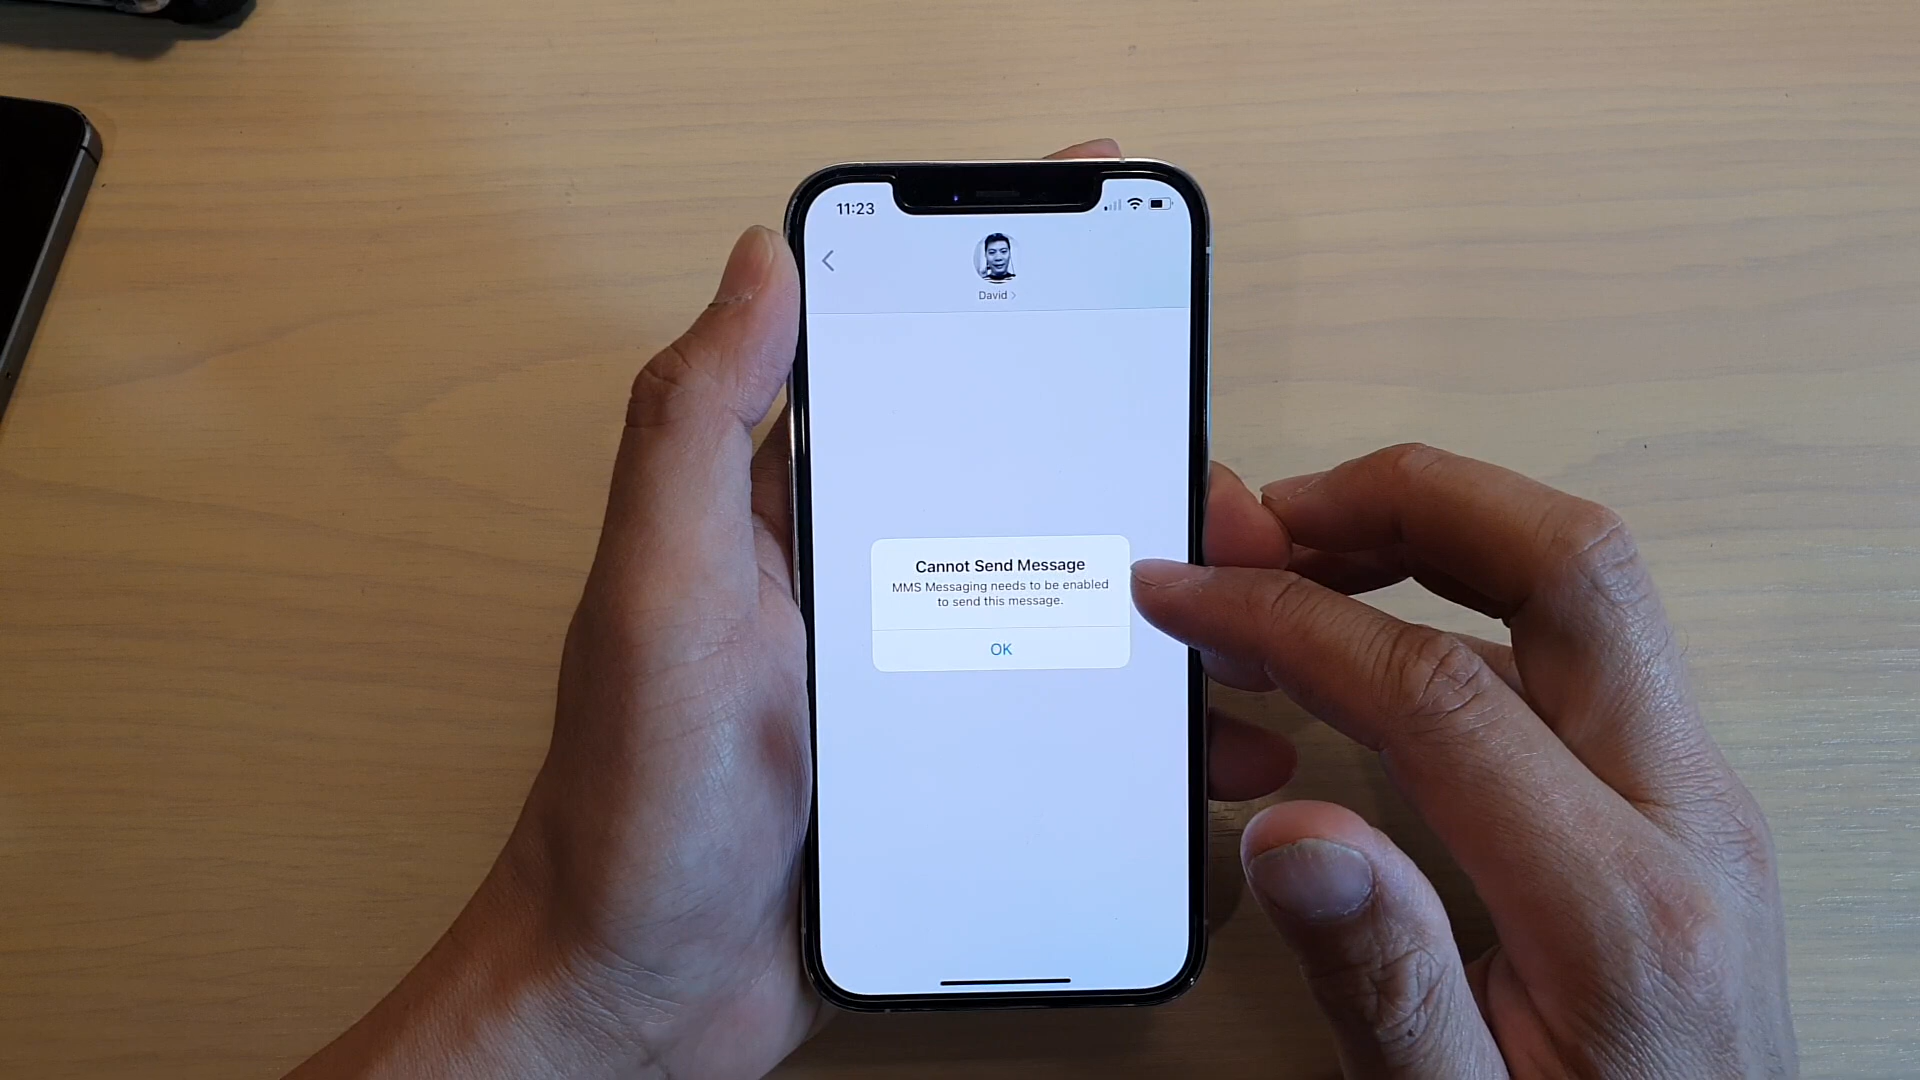 11:23
David
Cannot Send Message
MMS Messaging needs to be enabled
to send this message.
OK